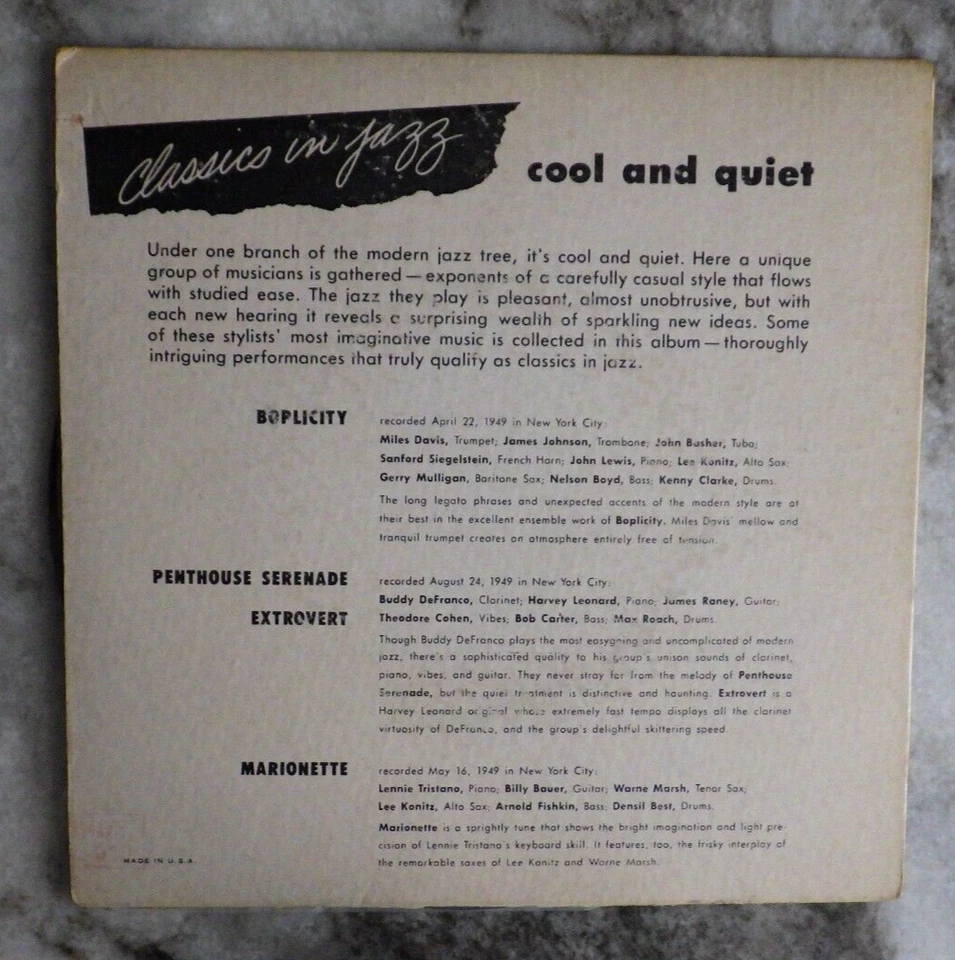 classics in jazz
cool and quiet
Under one branch of the modern jazz tree, it's cool and quiet. Here a unique
group of musicians is gathered — exponents of a carefully casual style that flows
with studied ease. The jazz they play is pleasant, almost unobtrusive, but with
each new hearing it reveals a surprising wealth of sparkling new ideas. Some
of these stylists' most imaginative music is collected in this album — thoroughly
intriguing performances that truly qualify as classics in jazz.
BOPLICITY
recorded April 22, 1949 in New York City:
Miles Davis, Trumpet; James Johnson, Trombone; John Basher, Tuba;
Sanford Siegelstein, French Horn; John Lewis, Piano; Lee Konitz, Alto Sax;
Gerry Mulligan, Baritone Sax; Nelson Boyd, Bass; Kenny Clarke, Drums.
The long legato phrases and unexpected accents of the modern style are at
their best in the excellent ensemble work of Boplicity. Miles Davis' mellow and
tranquil trumpet creates an atmosphere entirely free of tension.
PENTHOUSE SERENADE
EXTROVERT
recorded August 24, 1949 in New York City:
Buddy DeFranco, Clarinet; Harvey Leonard, Piano; James Raney, Guitar;
Theodore Cohen, Vibes; Bob Carter, Bass; Max Roach, Drums.
Though Buddy DeFranco plays the most easygoing and uncomplicated of modern
jazz, there's a sophisticated quality to his group's unison sounds of clarinet,
piano, vibes, and guitar. They never stray far from the melody of Penthouse
Serenade, but the quiet treatment is distinctive and haunting. Extrovert is a
Harvey Leonard original whose extremely fast tempo displays all the clarinet
virtuosity of DeFranco, and the group's delightful skittering speed.
MARIONETTE
recorded May 16, 1949 in New York City:
Lennie Tristano, Piano; Billy Bauer, Guitar; Warne Marsh, Tenor Sax;
Lee Konitz, Alto Sax; Arnold Fishkin, Bass; Densil Best, Drums.
Marionette is a sprightly tune that shows the bright imagination and light pre-
cision of Lennie Tristano's keyboard skill. It features, too, the frisky interplay of
the remarkable saxes of Lee Konitz and Warne Marsh.
MADE IN U.S.A.